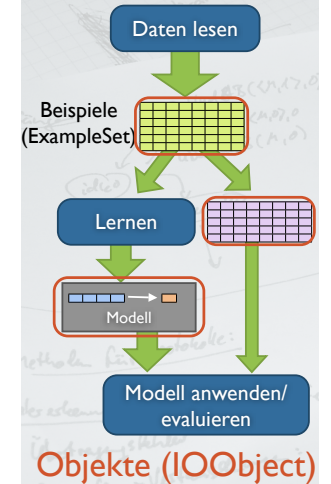 Daten lesen
Beispiele
(ExampleSet)
Lernen
Modell
Modell anwenden/
evaluieren
Objekte (IOObject)